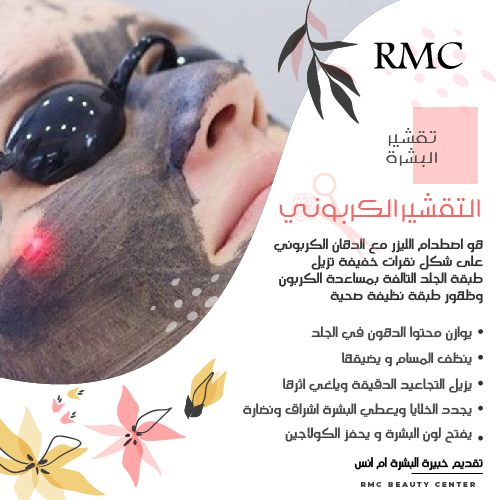 RMC
تقشير
البشرة
التقشير الكربوني
هو اصطدام الليزر مع الدهان الكربوني
على شكل نقرات خفيفة تزيل
طبقة الجلد التالفة بمساعدة الكربون
وظهور طبقة نظيفة صحية
• يوازن محتوا الدهون في الجلد
• ينظف المسام و يضيقها
• يزيل التجاعيد الدقيقة ويلغي اثرها
• يجدد الخلايا ويعطي البشرة اشراق ونضارة
• يفتح لون البشرة و يحفز الكولاجين
تقديم خبيرة البشرة ام انس
RMC BEAUTY CENTER